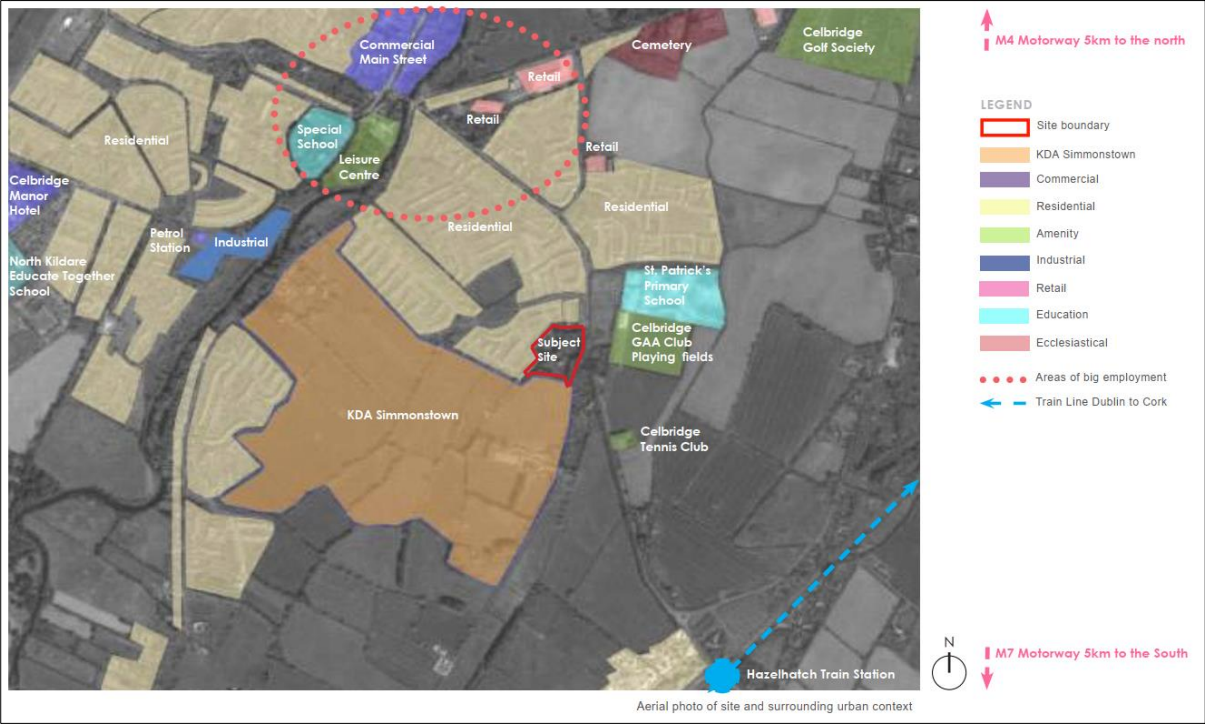 Commercial
Main Street
Cemetery
Celbridge
Golf Society
Retail
Retail
Special
School
Leisure
Centre
Residential
Retail
Celbridge
Manor
Hotel
Residential
Residential
Petrol
Station
Industrial
North Kildare
Educate Together
School
St. Patrick's
Primary
School
Subject
Site
Celbridge
GAA Club
Playing fields
KDA Simmonstown
Celbridge
Tennis Club
Hazelhatch Train Station
Aerial photo of site and surrounding urban context
M4 Motorway 5km to the north
LEGEND
Site boundary
KDA Simmonstown
Commercial
Residential
Amenity
Industrial
Retail
Education
Ecclesiastical
Areas of big employment
Train Line Dublin to Cork
N
M7 Motorway 5km to the South